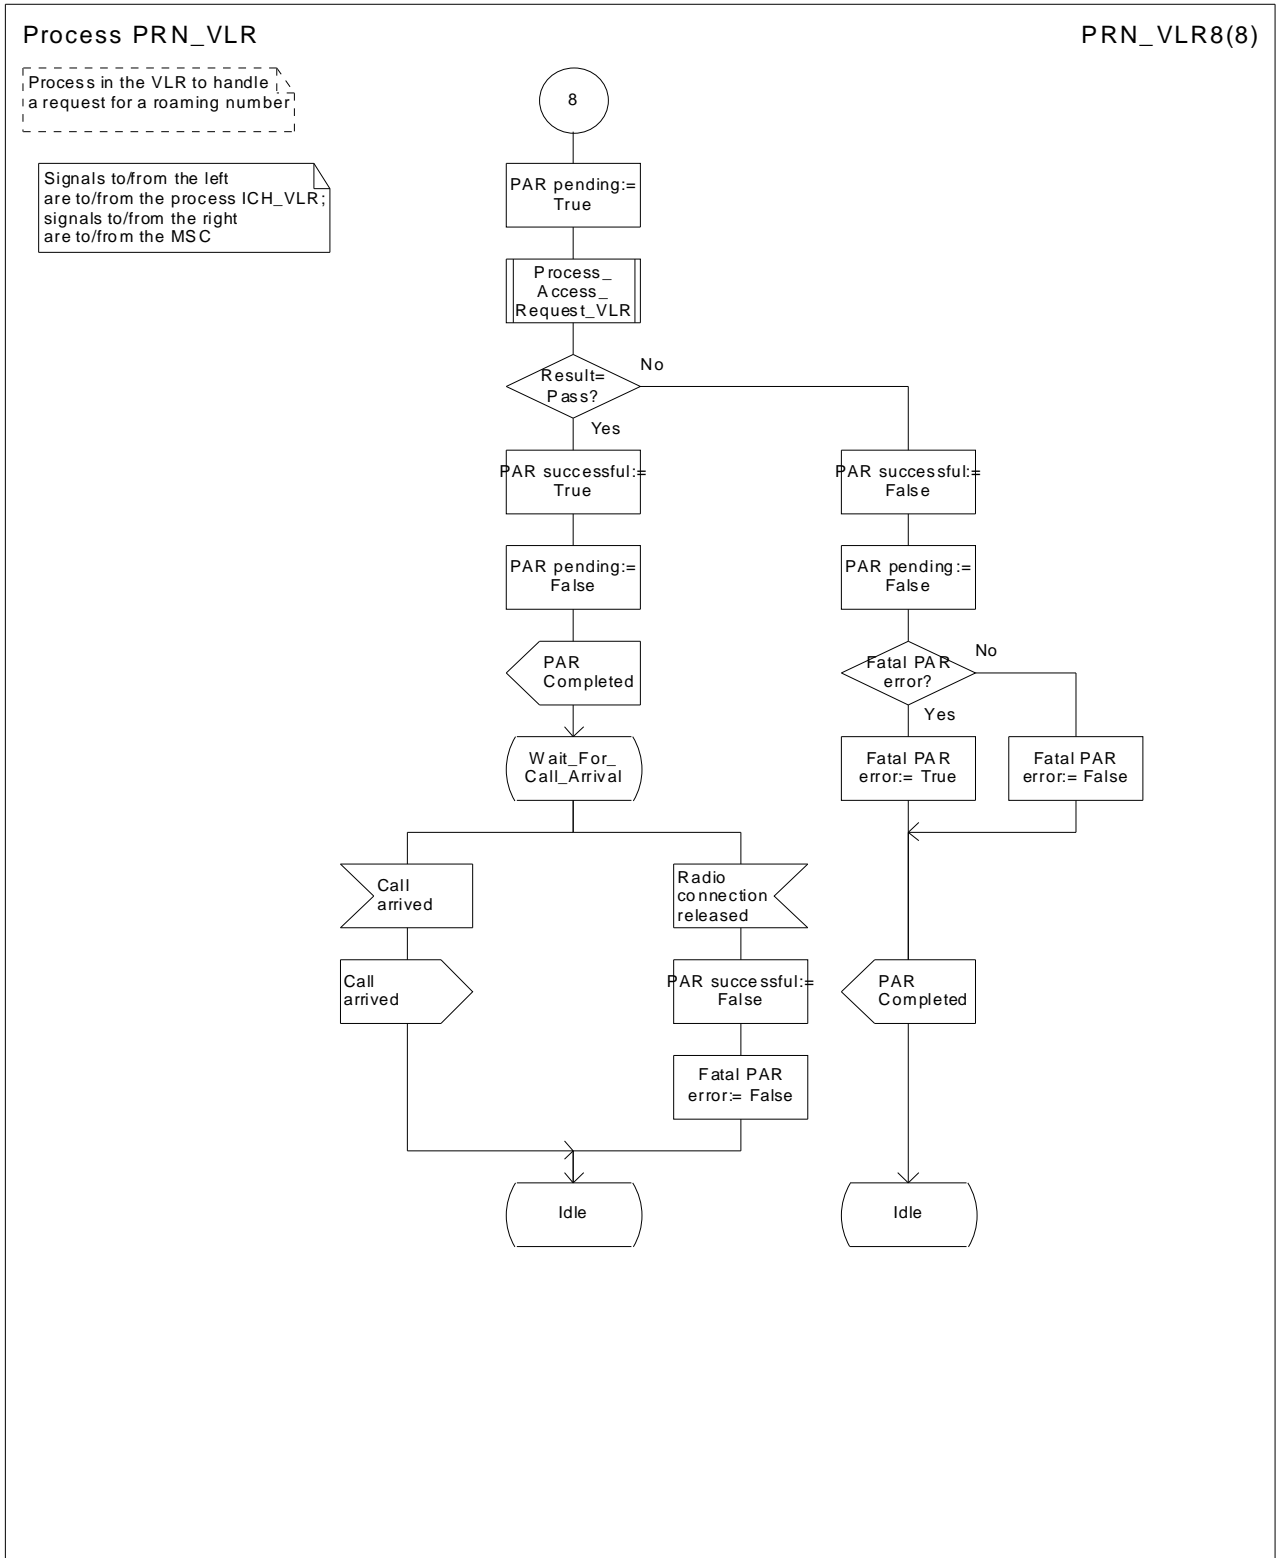 Process PRN_VLR
PRN_VLR8(8)
Process in the VLR to handle
a request for a roaming number
8
Signals to/from the left
are to/from the process ICH_VLR;
signals to/from the right
are to/from the MSC
PAR pending:=
True
Process_
Access_
Request_VLR
Result=
Pass?
No
Yes
PAR successful:=
True
PAR successful:=
False
PAR pending:=
False
PAR pending:=
False
PAR
Completed
Fatal PAR
error?
No
Yes
Wait_For_
Call_Arrival
Fatal PAR
error:= True
Fatal PAR
error:= False
Call
arrived
Radio
connection
released
Call
arrived
PAR successful:=
False
PAR
Completed
Fatal PAR
error:= False
Idle
Idle